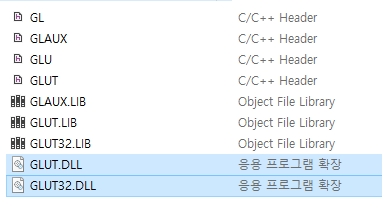 GL C/C++ Header
GLAUX C/C++ Header
GLU C/C++ Header
GLUT C/C++ Header
GLAUX.LIB Object File Library
GLUT.LIB Object File Library
GLUT32.LIB Object File Library
GLUT.DLL 응용 프로그램 확장
GLUT32.DLL 응용 프로그램 확장